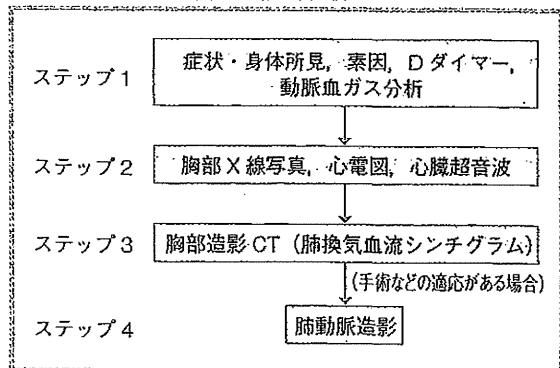 ステップ1
症状・身体所見,素因,Dダイマー,
動脈血ガス分析
ステップ2
胸部X線写真,心電図,心臓超音波
ステップ3
胸部造影CT(肺換気血流シンチグラム)
(手術などの適応がある場合)
ステップ4
肺動脈造影